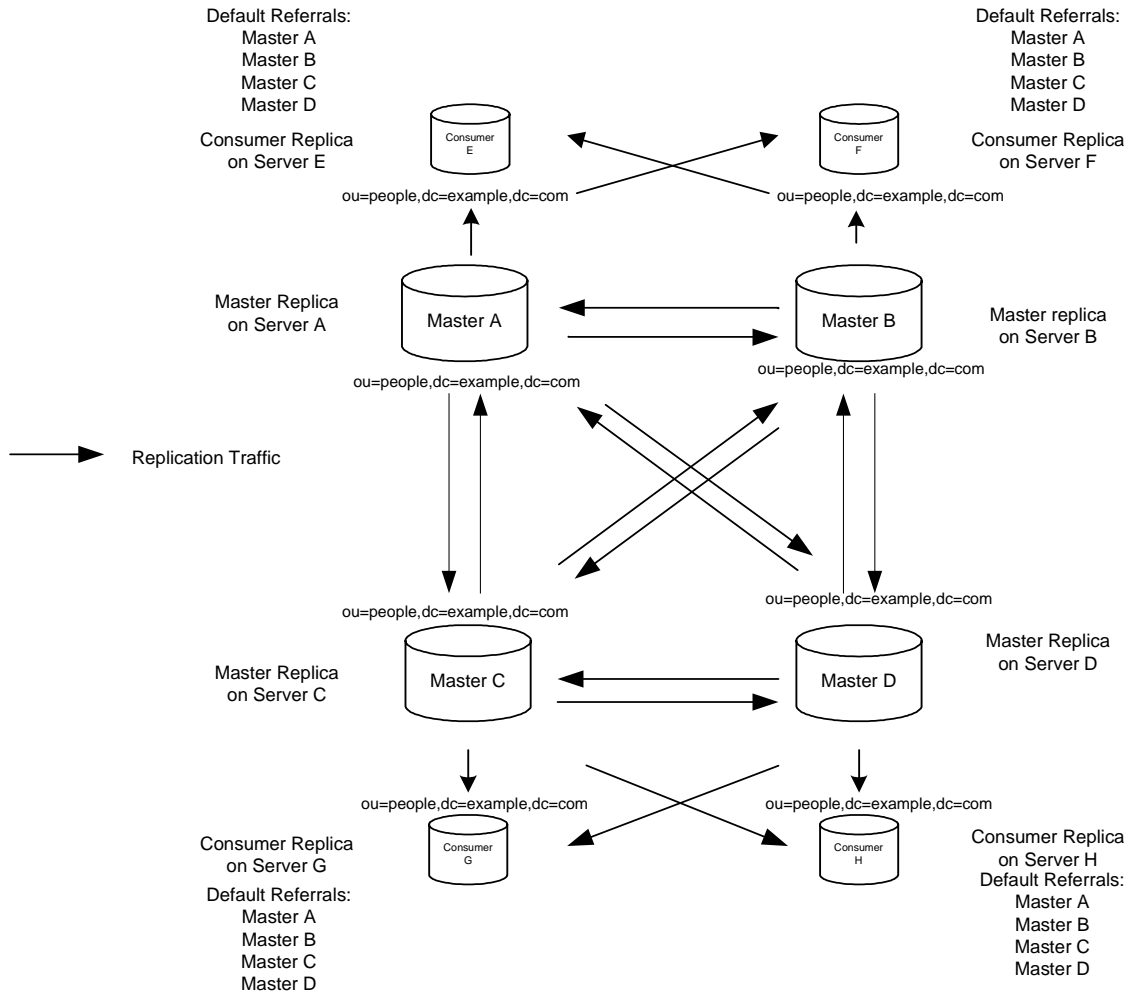 Default Referrals:
Master A
Master B
Master C
Master D
Default Referrals:
Master A
Master B
Master C
Master D
Consumer Replica
on Server E
Consumer
E
Consumer
F
Consumer Replica
on Server F
ou=people,dc=example,dc=com
ou=people,dc=example,dc=com
Master Replica
on Server A
Master A
Master B
Master replica
on Server B
ou=people,dc=example,dc=com
ou=people,dc=example,dc=com
Replication Traffic
ou=people,dc=example,dc=com
ou=people,dc=example,dc=com
Master Replica
on Server C
Master C
Master D
Master Replica
on Server D
ou=people,dc=example,dc=com
ou=people,dc=example,dc=com
Consumer Replica
on Server G
Consumer
G
Consumer
H
Consumer Replica
on Server H
Default Referrals:
Master A
Master B
Master C
Master D
Default Referrals:
Master A
Master B
Master C
Master D